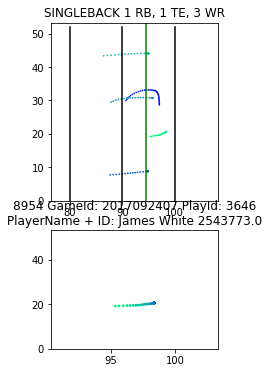 SINGLEBACK 1 RB, 1 TE, 3 WR
50
40
30
20
10
0
80 90 100
8954 GameId: 2017092407 PlayId: 3646
PlayerName + ID: James White 2543773.0
40
20
0
95 100